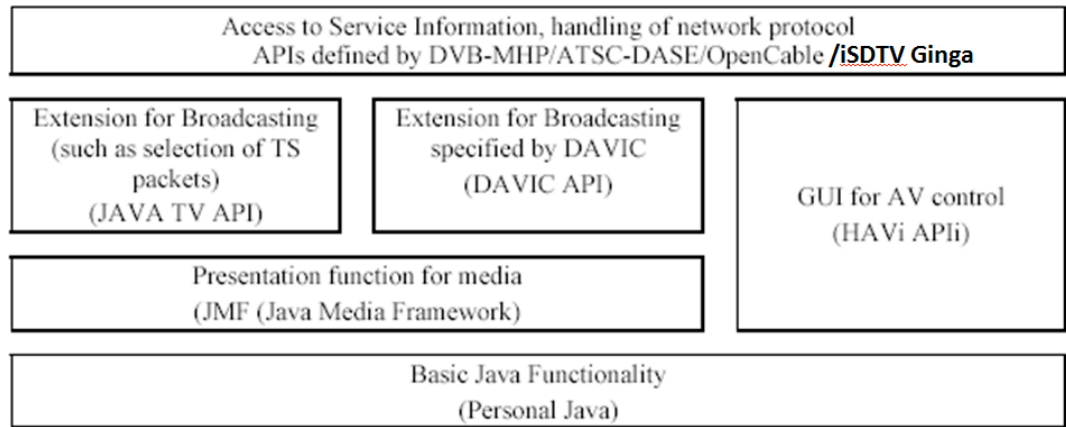 Access to Service Information, handling of network protocol
APIs defined by DVB-MHP/ATSC-DASE/OpenCable /iSDTV Ginga
Extension for Broadcasting
(such as selection of TS
packets)
(JAVA TV API)
Extension for Broadcasting
specified by DAVIC
(DAVIC API)
GUI for AV control
(HAVi APIi)
Presentation function for media
(JMF (Java Media Framework)
Basic Java Functionality
(Personal Java)